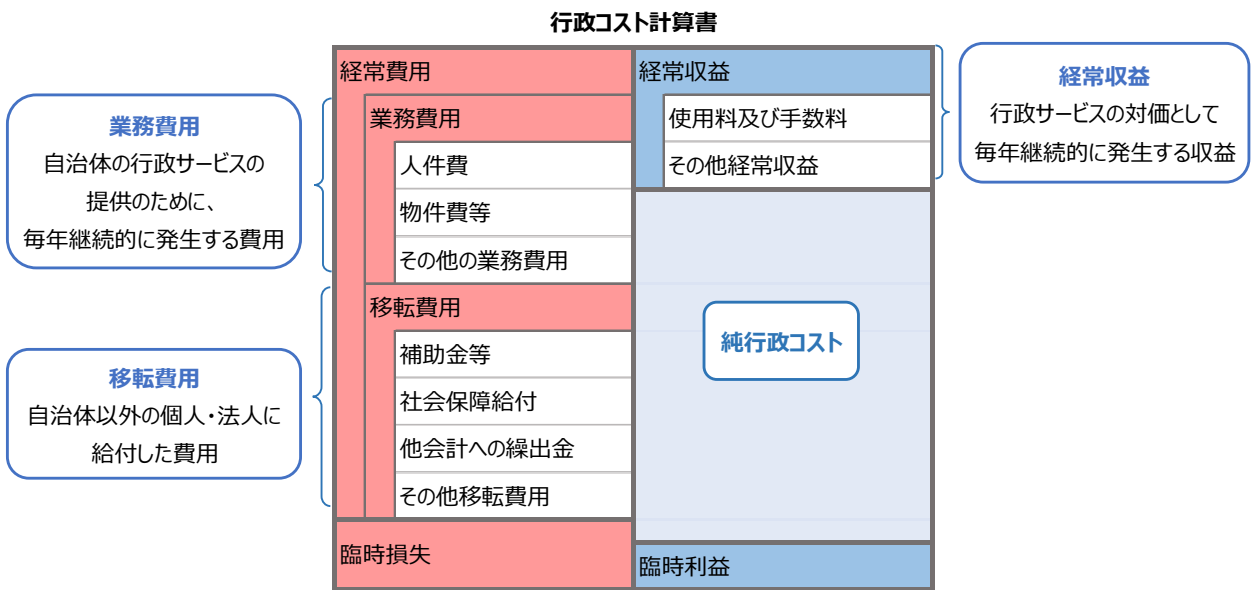 行政コスト計算書
業務費用
自治体の行政サービスの
提供のために、
毎年継続的に発生する費用
移転費用
自治体以外の個人・法人に
給付した費用
経常費用
業務費用
人件費
物件費等
その他の業務費用
移転費用
補助金等
社会保障給付
他会計への繰出金
その他移転費用
臨時損失
経常収益
使用料及び手数料
その他経常収益
純行政コスト
臨時利益
経常収益
行政サービスの対価として
毎年継続的に発生する収益